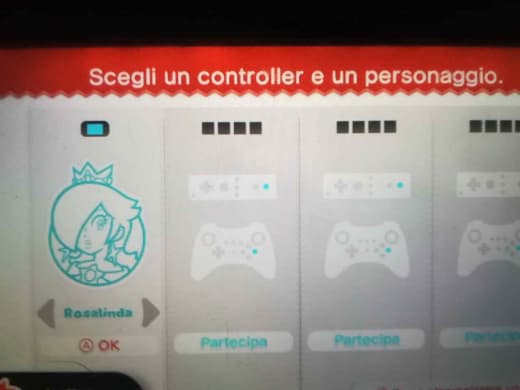 Scegli un controller e un personaggio.
Rosalinda
A OK
Partecipa
Partecipa